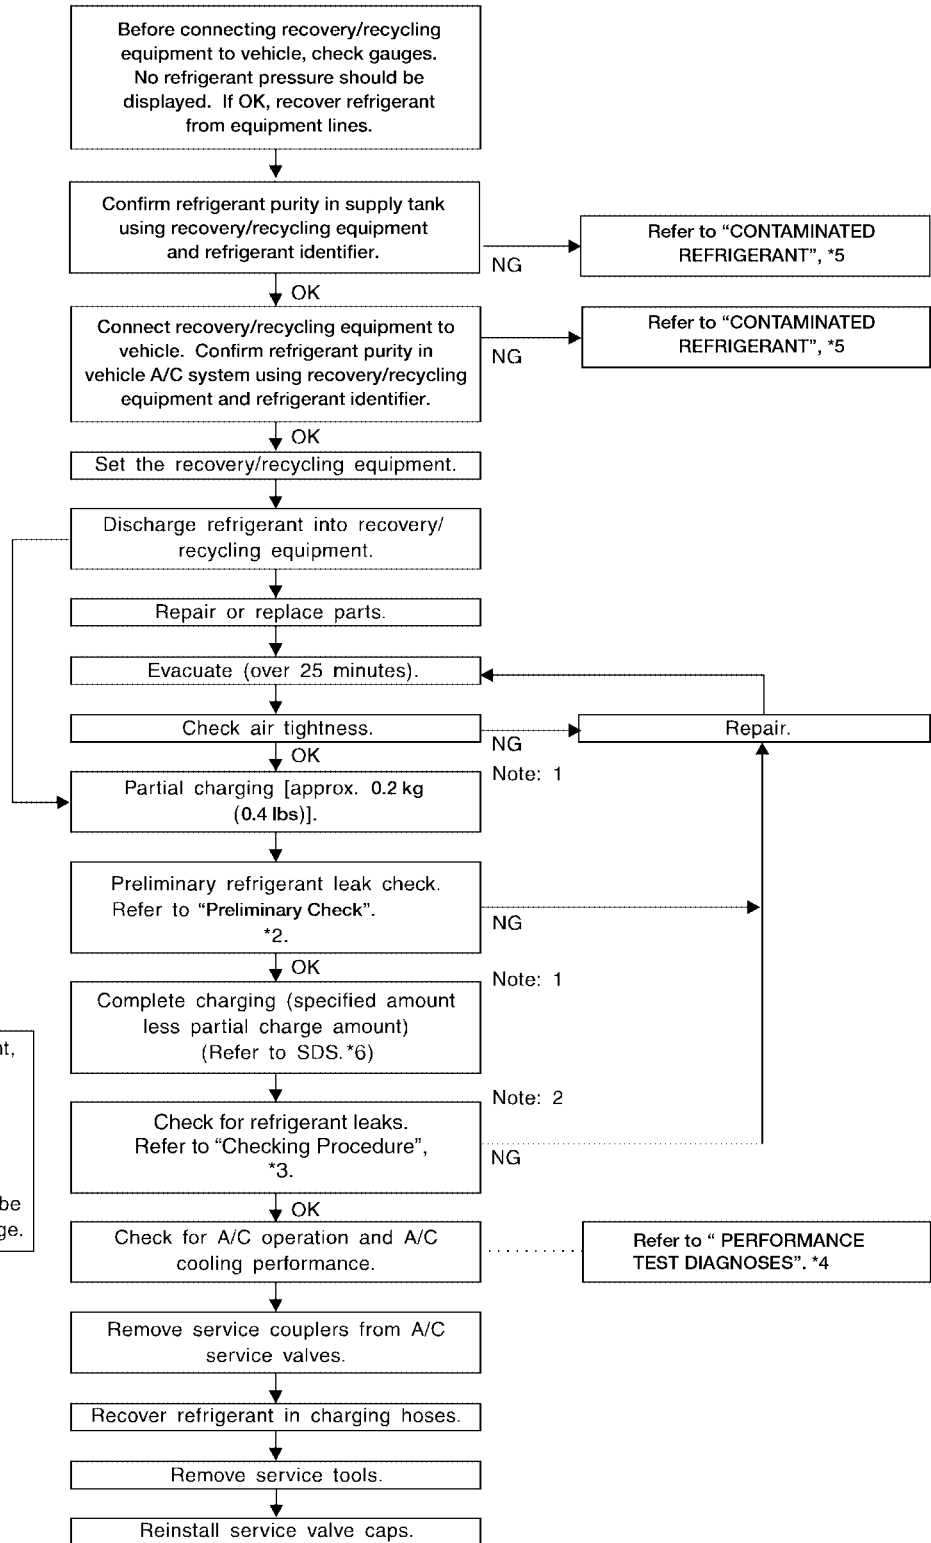 Before connecting recovery/recycling
equipment to vehicle, check gauges.
No refrigerant pressure should be
displayed. If OK, recover refrigerant
from equipment lines.
Confirm refrigerant purity in supply tank
using recovery/recycling equipment
and refrigerant identifier.
NG
Refer to “CONTAMINATED
REFRIGERANT”, *5
OK
Connect recovery/recycling equipment to
vehicle. Confirm refrigerant purity in
vehicle A/C system using recovery/recycling
equipment and refrigerant identifier.
NG
Refer to “CONTAMINATED
REFRIGERANT”, *5
OK
Set the recovery/recycling equipment.
Discharge refrigerant into recovery/
recycling equipment.
Repair or replace parts.
Evacuate (over 25 minutes).
Check air tightness.
NG
Repair.
OK
Note: 1
Partial charging [approx. 0.2 kg
(0.4 lbs)].
Preliminary refrigerant leak check.
Refer to “Preliminary Check”.
*2.
NG
OK
Note: 1
Complete charging (specified amount
less partial charge amount)
(Refer to SDS.*6)
nt,
be
ge.
Note: 2
Check for refrigerant leaks.
Refer to “Checking Procedure”,
*3.
NG
OK
Check for A/C operation and A/C
cooling performance.
Refer to “ PERFORMANCE
TEST DIAGNOSES”. *4
Remove service couplers from A/C
service valves.
Recover refrigerant in charging hoses.
Remove service tools.
Reinstall service valve caps.